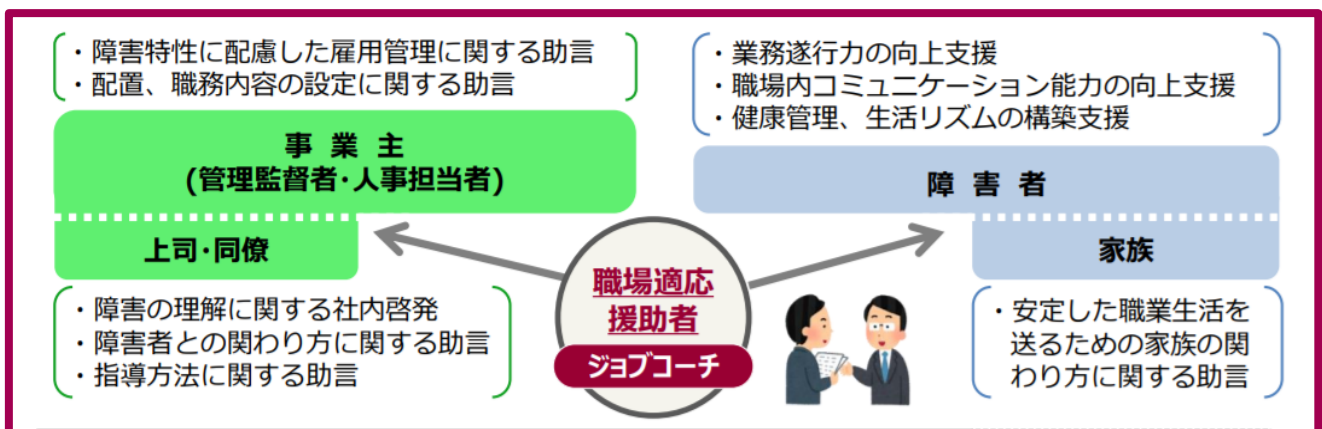 ・障害特性に配慮した雇用管理に関する助言
・配置、職務内容の設定に関する助言
事 業 主
(管理監督者・人事担当者)
上司・同僚
・障害の理解に関する社内啓発
・障害者との関わり方に関する助言
・指導方法に関する助言
職場適応
援助者
ジョブコーチ
・業務遂行力の向上支援
・職場内コミュニケーション能力の向上支援
・健康管理、生活リズムの構築支援
障 害 者
家族
・安定した職業生活を
送るための家族の関
わり方に関する助言